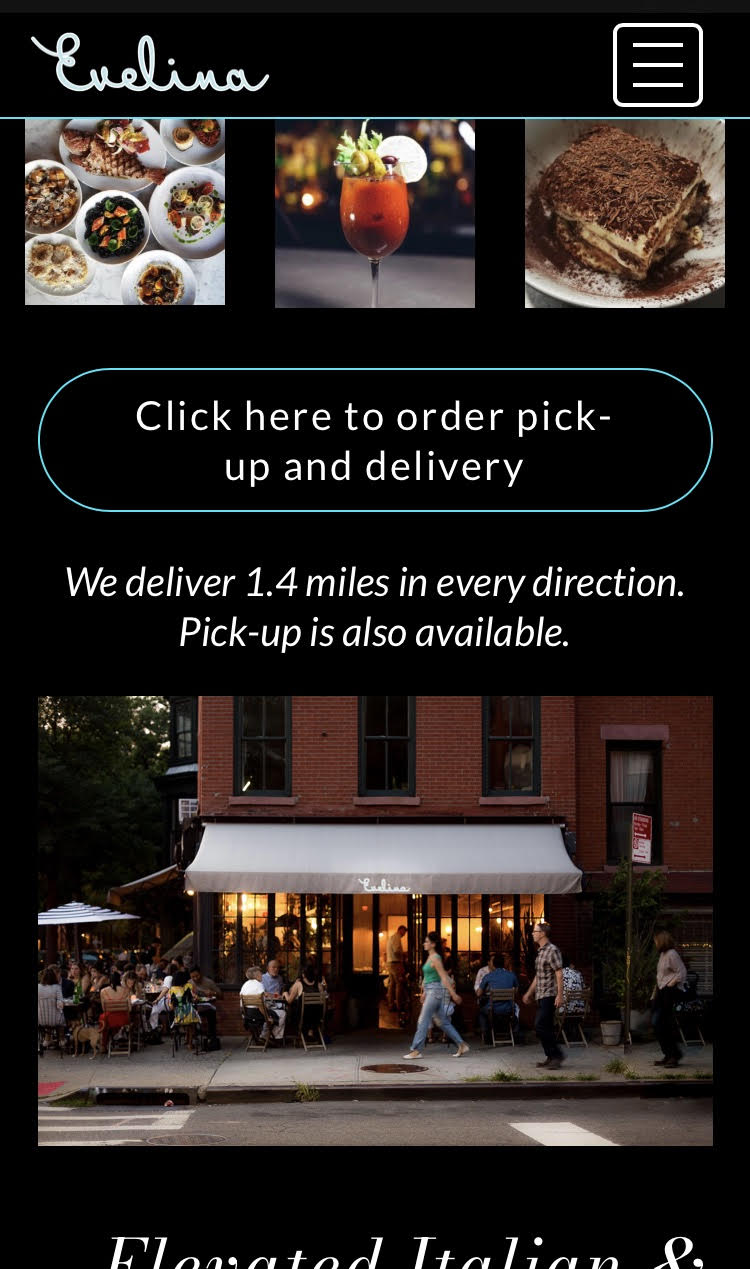 Evelina
Click here to order pick-
up and delivery
We deliver 1.4 miles in every direction.
Pick-up is also available.
Evelina
Elevated Italian &